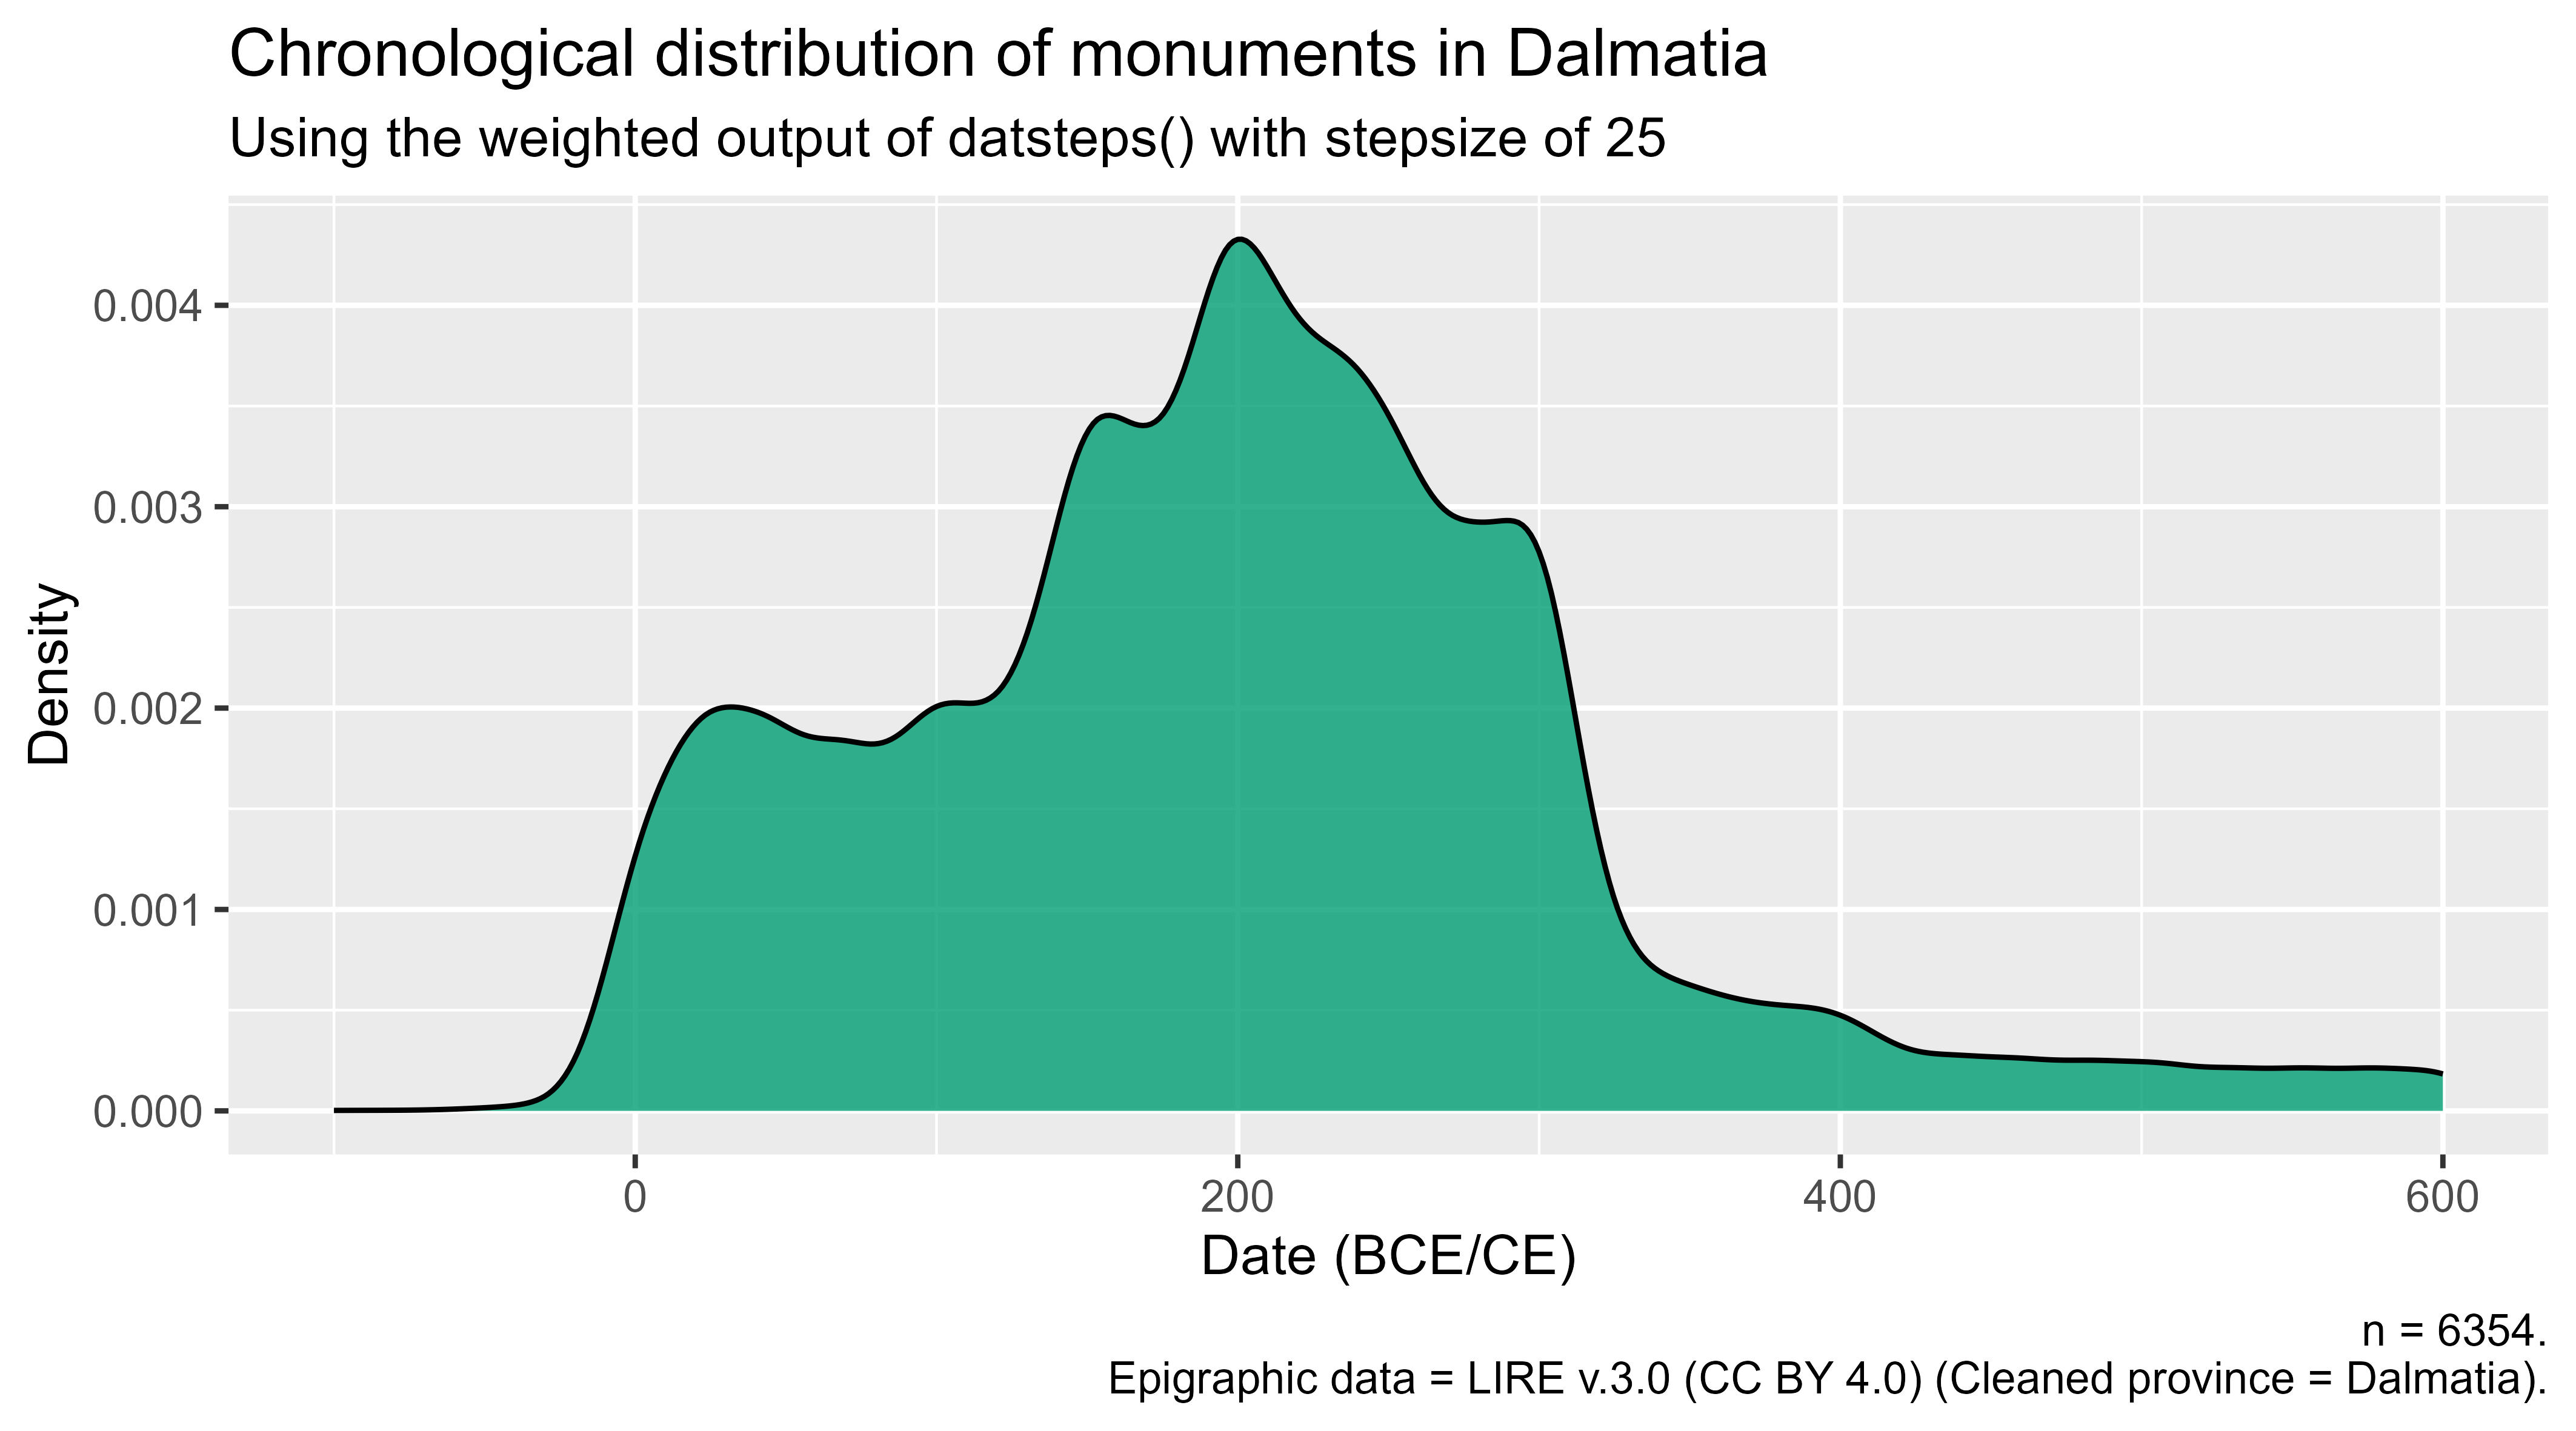 Chronological distribution of monuments in Dalmatia
Using the weighted output of datsteps() with stepsize of 25
Density
0.004
0.003
0.002
0.001
0.000
0
200
400
600
Date (BCE/CE)
n = 6354.
Epigraphic data = LIRE v.3.0 (CC BY 4.0) (Cleaned province = Dalmatia).